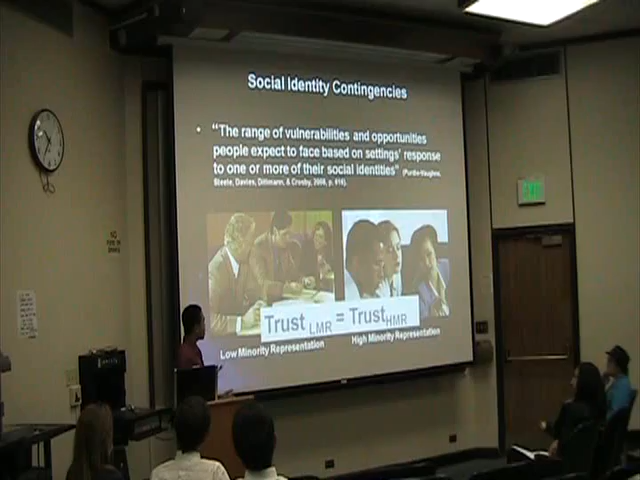 Social Identity Contingencies
• "The range of vulnerabilities and opportunities
people expect to face based on settings' response
to one or more of their social identities" (Purdie-Vaughns,
Steele, Davies, Ditlmann, & Crosby, 2008, p. 616).
Trust LMR = Trust HMR
Low Minority Representation
High Minority Representation
EXIT